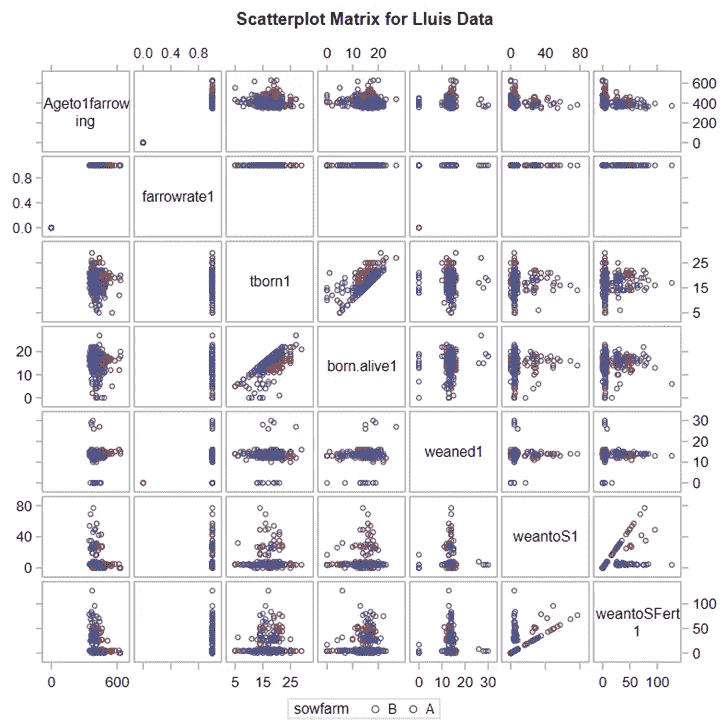 Scatterplot Matrix for Lluis Data
0.0 0.8 0 10 20 0 40 80
Ageto1farrow
ing
600
400
200
0
0.8
0.4
0.0
farrowrate1
tborn1
25
15
5
20
10
0
born.alive1
weaned1
30
20
10
0
80
40
0
weantoS1
weantoSFert
1
100
50
0
0 600 5 15 25 0 10 20 30 0 50 100
sowfarm B A